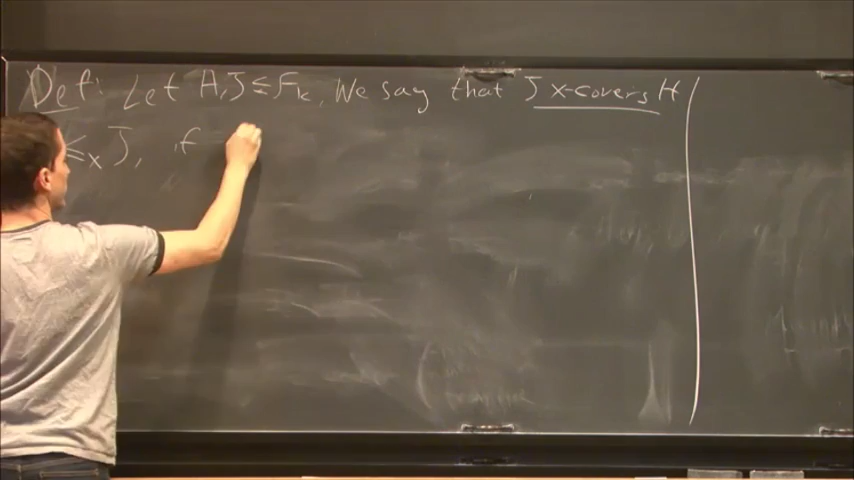 Def: Let H, J ≤ F_k. We say that J x-covers H
≤_x J, if